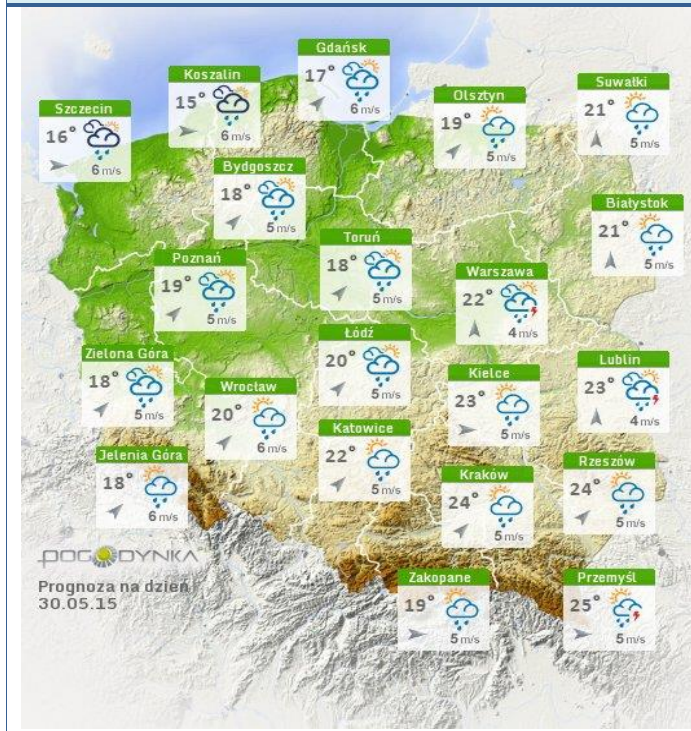 Gdańsk
17°
6 m/s
Koszalin
15°
6 m/s
Szczecin
16°
6 m/s
Olsztyn
19°
5 m/s
Suwałki
21°
5 m/s
Bydgoszcz
18°
5 m/s
Białystok
21°
5 m/s
Toruń
18°
5 m/s
Poznań
19°
5 m/s
Warszawa
22°
4 m/s
Łódź
20°
5 m/s
Zielona Góra
18°
5 m/s
Wrocław
20°
6 m/s
Kielce
23°
5 m/s
Lublin
23°
4 m/s
Katowice
22°
5 m/s
Jelenia Góra
18°
6 m/s
Kraków
24°
5 m/s
Rzeszów
24°
5 m/s
POGODYNKA
Prognoza na dzień
30.05.15
Zakopane
19°
5 m/s
Przemyśl
25°
5 m/s